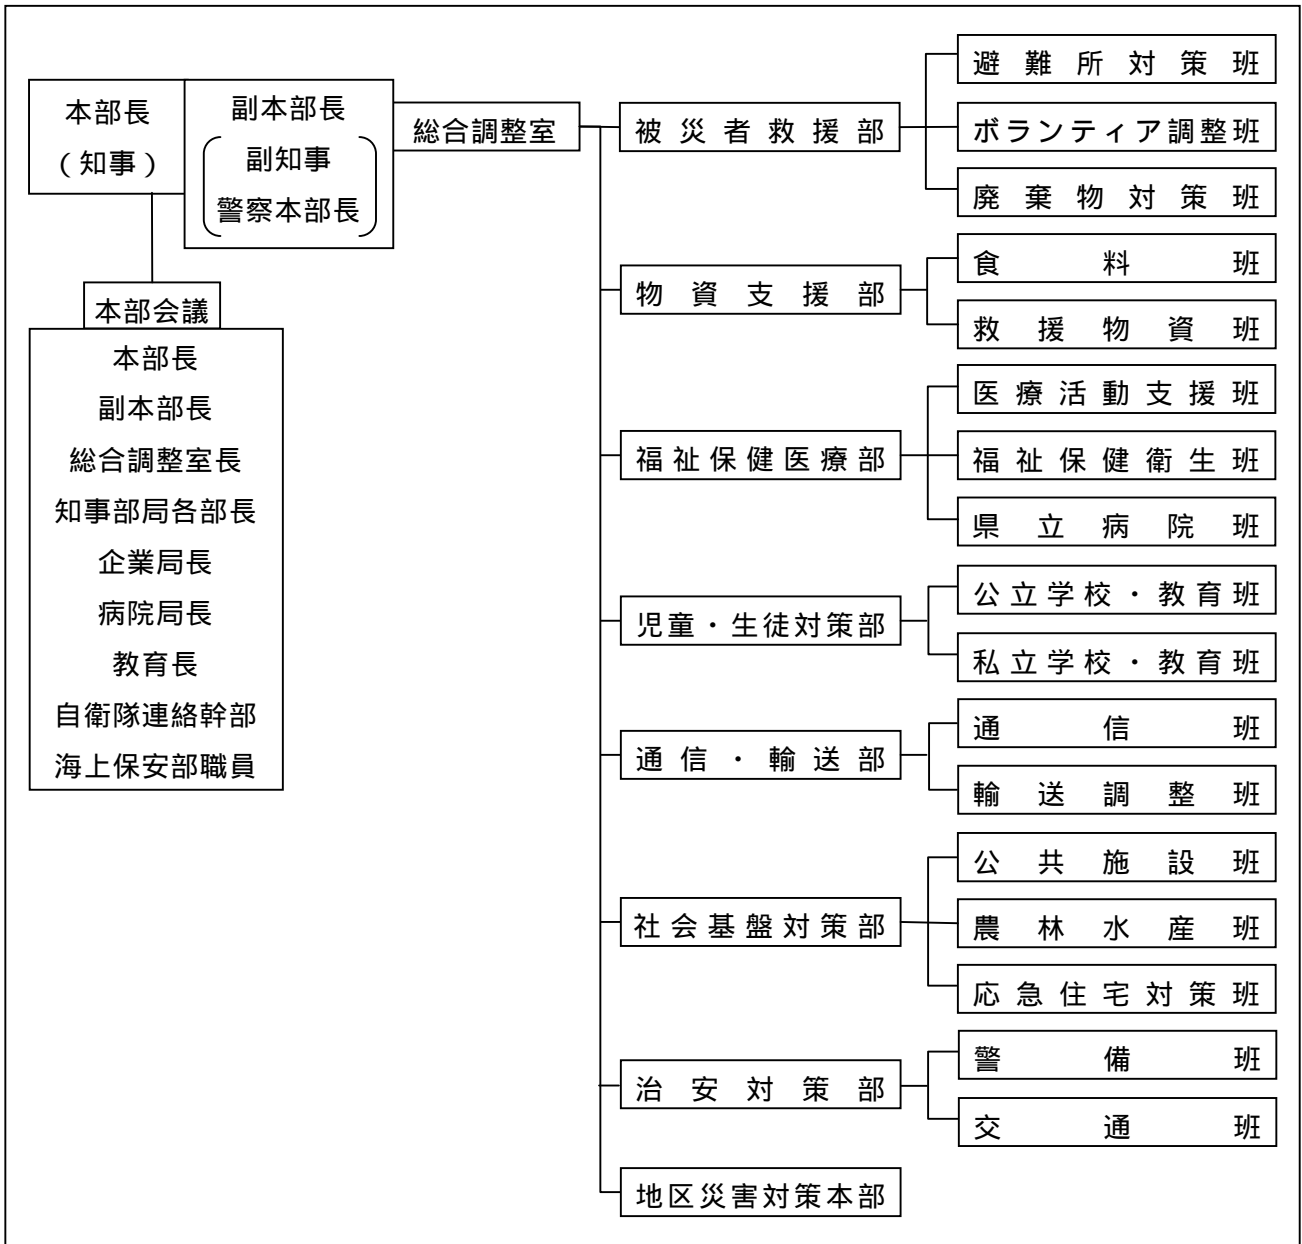 本部長
（知事）
副本部長
副知事
警察本部長
総合調整室
本部会議
本部長
副本部長
総合調整室長
知事部局各部長
企業局長
病院局長
教育長
自衛隊連絡幹部
海上保安部職員
被災者救援部
避難所対策班
ボランティア調整班
廃棄物対策班
物資支援部
食料班
救援物資班
福祉保健医療部
医療活動支援班
福祉保健衛生班
県立病院班
児童・生徒対策部
公立学校・教育班
私立学校・教育班
通信・輸送部
通信班
輸送調整班
社会基盤対策部
公共施設班
農林水産班
応急住宅対策班
治安対策部
警備班
交通班
地区災害対策本部